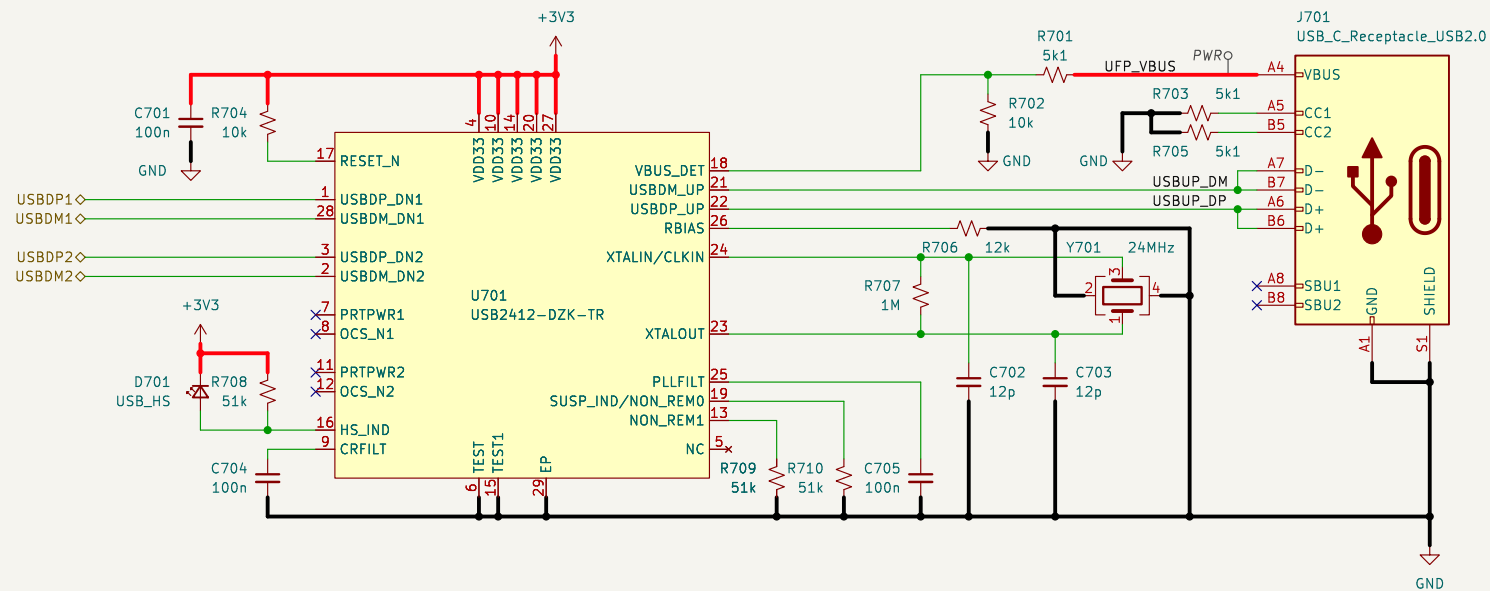 +3V3
J701
USB_C_Receptacle_USB2.0
R701
5k1
PWR
UFP_VBUS
A4
VBUS
C701
100n
R704
10k
4
10
14
20
27
VDD33
VDD33
VDD33
VDD33
VDD33
R702
10k
R703
5k1
A5
CC1
B5
CC2
R705
5k1
GND
GND
GND
17
RESET_N
VBUS_DET
18
A7
D-
USBDP1
1
USBDP_DN1
USBDM_UP
21
USBUP_DM
B7
D-
USBDM1
28
USBDM_DN1
USBDP_UP
22
USBUP_DP
A6
D+
RBIAS
26
B6
D+
R706
12k
Y701
24MHz
USBDP2
3
USBDP_DN2
XTALIN/CLKIN
24
USBDM2
2
USBDM_DN2
R707
1M
3
2
4
1
A8
SBU1
B8
SBU2
GND
SHIELD
A1
S1
U701
USB2412-DZK-TR
+3V3
7
PRTPWR1
8
OCS_N1
XTALOUT
23
11
PRTPWR2
12
OCS_N2
PLLFILT
25
C702
12p
C703
12p
D701
USB_HS
R708
51k
SUSP_IND/NON_REM0
19
NON_REM1
13
16
HS_IND
9
CRFILT
NC
5
C704
100n
TEST
TEST1
EP
6
15
29
R709
51k
R710
51k
C705
100n
GND